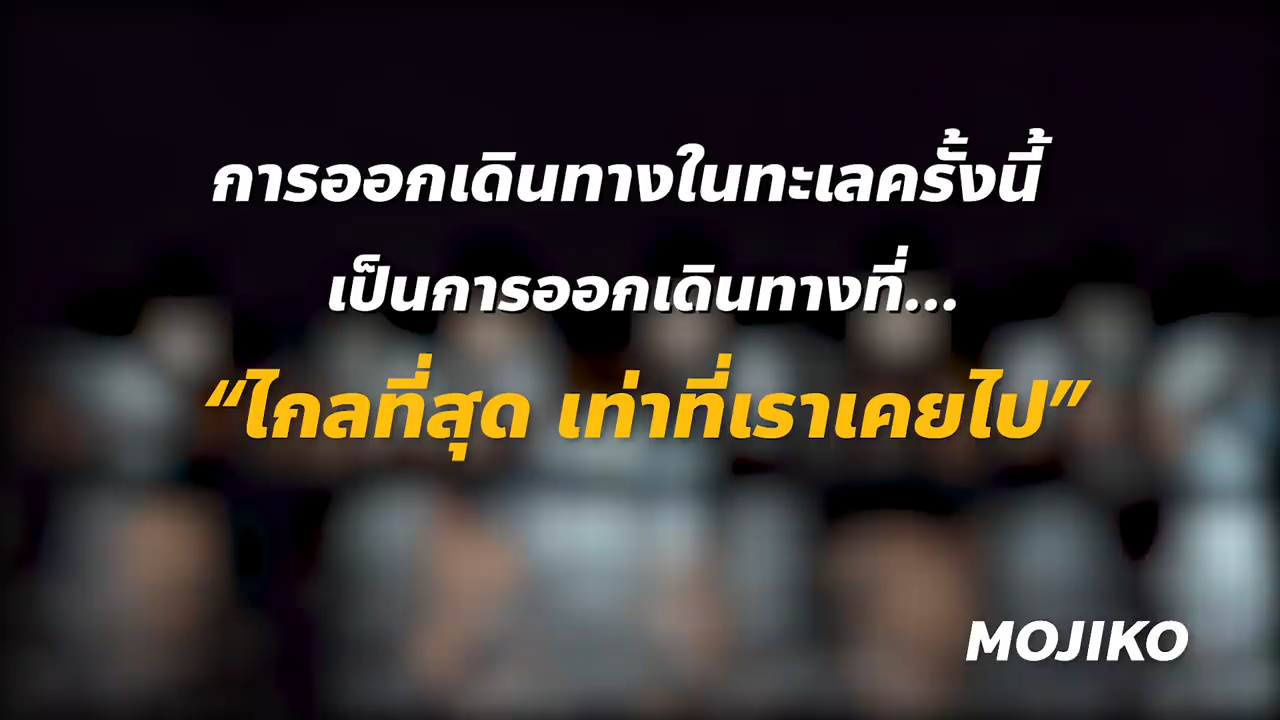 การออกเดินทางในทะเลครั้งนี้
เป็นการออกเดินทางที่...
“ไกลที่สุด เท่าที่เราเคยไป”
MOJIKO